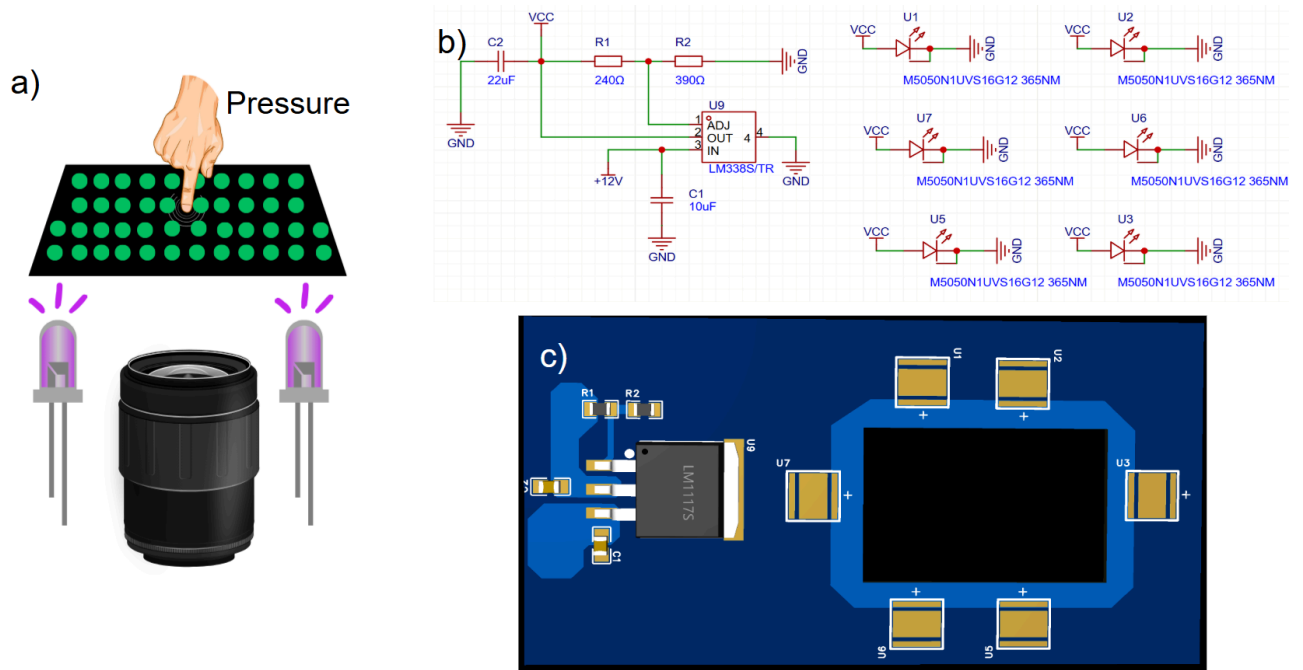 a)
Pressure
b)
VCC
C2
22uF
R1
240Ω
R2
390Ω
GND
GND
U9
1
2
3
ADJ
OUT
IN
4
4
LM338S/TR
GND
+12V
C1
10uF
GND
U1
VCC
GND
M5050N1UVS16G12 365NM
U2
VCC
GND
M5050N1UVS16G12 365NM
U7
VCC
GND
M5050N1UVS16G12 365NM
U6
VCC
GND
M5050N1UVS16G12 365NM
U5
VCC
GND
M5050N1UVS16G12 365NM
U3
VCC
GND
M5050N1UVS16G12 365NM
c)
R1
R2
U9
LM1117S
C2
C1
U1
+
U2
+
U7
+
U3
+
U6
+
U5
+